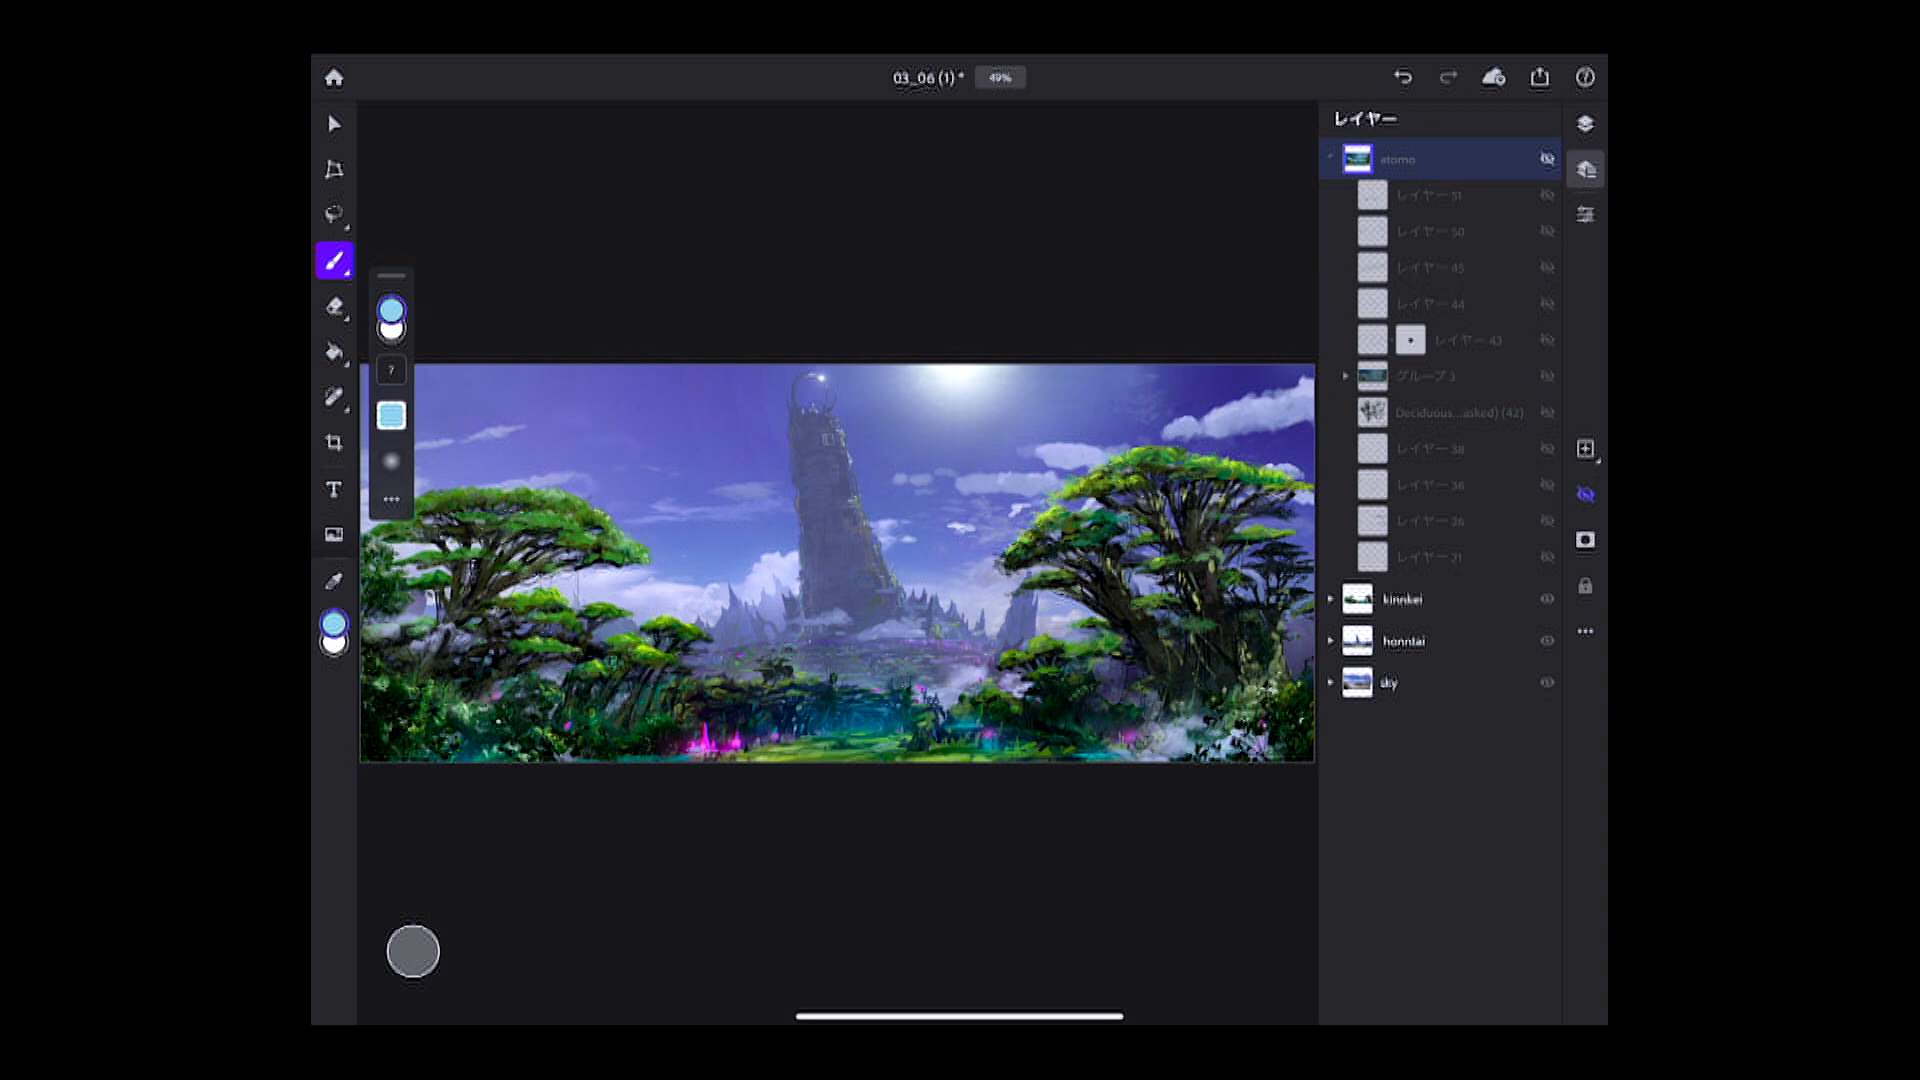 03_06 (1) *
49%
レイヤー
atomo
レイヤー 51
レイヤー 50
レイヤー 45
レイヤー 44
レイヤー 43
グループ 3
Deciduous...asked) (42)
レイヤー 38
レイヤー 36
レイヤー 26
レイヤー 21
kinnkei
honntai
sky
?